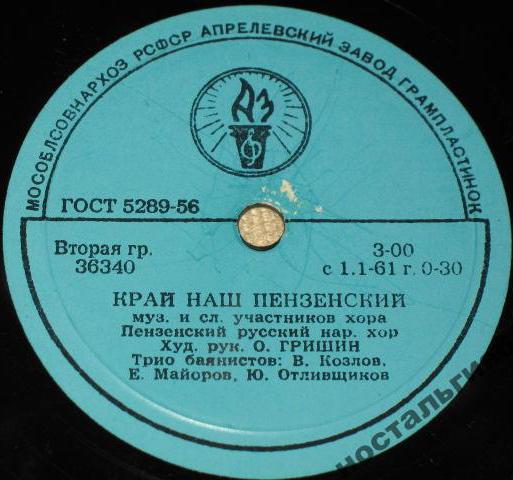 МОСОБЛСОВНАРХОЗ РСФСР АПРЕЛЕВСКИЙ ЗАВОД ГРАМПЛАСТИНОК
АЗ
ГОСТ 5289-56
Вторая гр. 3-00
36340 с 1.1-61 г. 0-30
КРАЙ НАШ ПЕНЗЕНСКИЙ
муз. и сл. участников хора
Пензенский русский нар. хор
Худ. рук. О. ГРИШИН
Трио баянистов: В. Козлов,
Е. Майоров, Ю. Отливщиков
ностальги